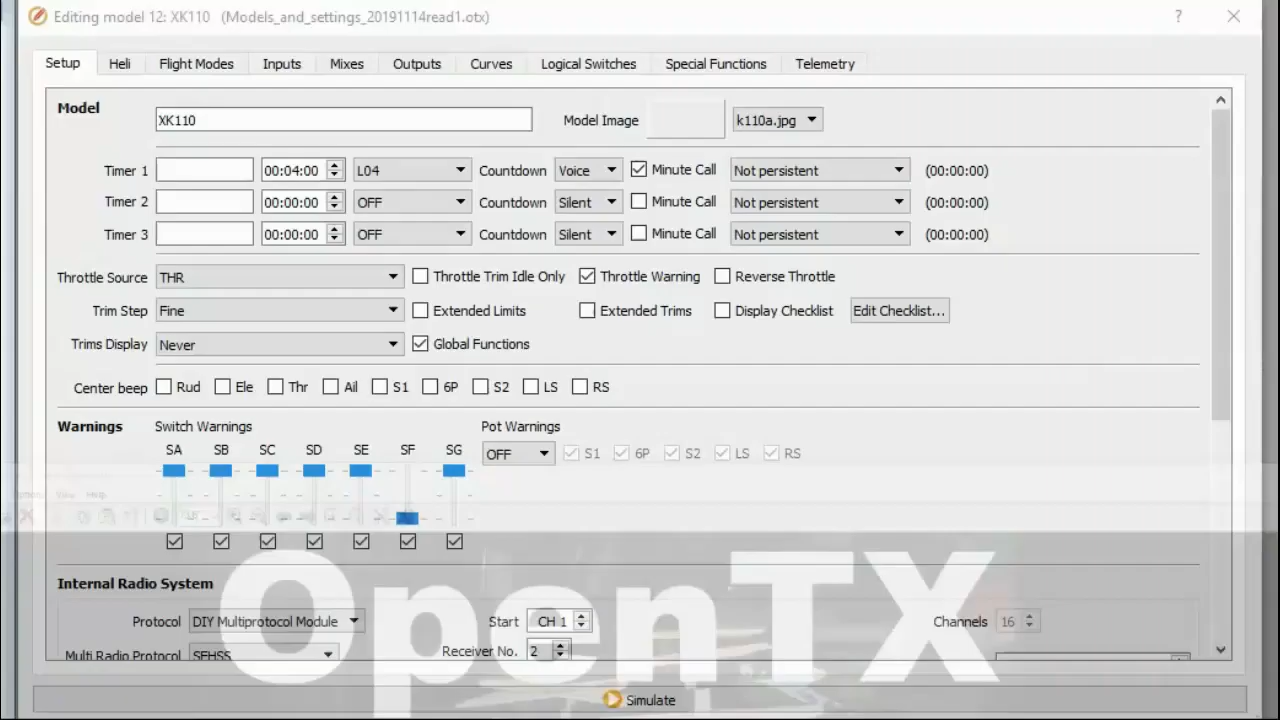 Editing model 12: XK110 (Models_and_settings_20191114read1.otx) ?
Setup Heli Flight Modes Inputs Mixes Outputs Curves Logical Switches Special Functions Telemetry
Model XK110 Model Image k110a.jpg
Timer 1 00:04:00 L04 Countdown Voice Minute Call Not persistent (00:00:00)
Timer 2 00:00:00 OFF Countdown Silent Minute Call Not persistent (00:00:00)
Timer 3 00:00:00 OFF Countdown Silent Minute Call Not persistent (00:00:00)
Throttle Source THR Throttle Trim Idle Only Throttle Warning Reverse Throttle
Trim Step Fine Extended Limits Extended Trims Display Checklist Edit Checklist...
Trims Display Never Global Functions
Center beep Rud Ele Thr Ail S1 6P S2 LS RS
Warnings Switch Warnings Pot Warnings
SA SB SC SD SE SF SG
OFF S1 6P S2 LS RS
View Help
Internal Radio System
OpenTX
Protocol DIY Multiprotocol Module Start CH 1 Channels 16
Multi Radio Protocol SFHSS Receiver No. 2
Simulate